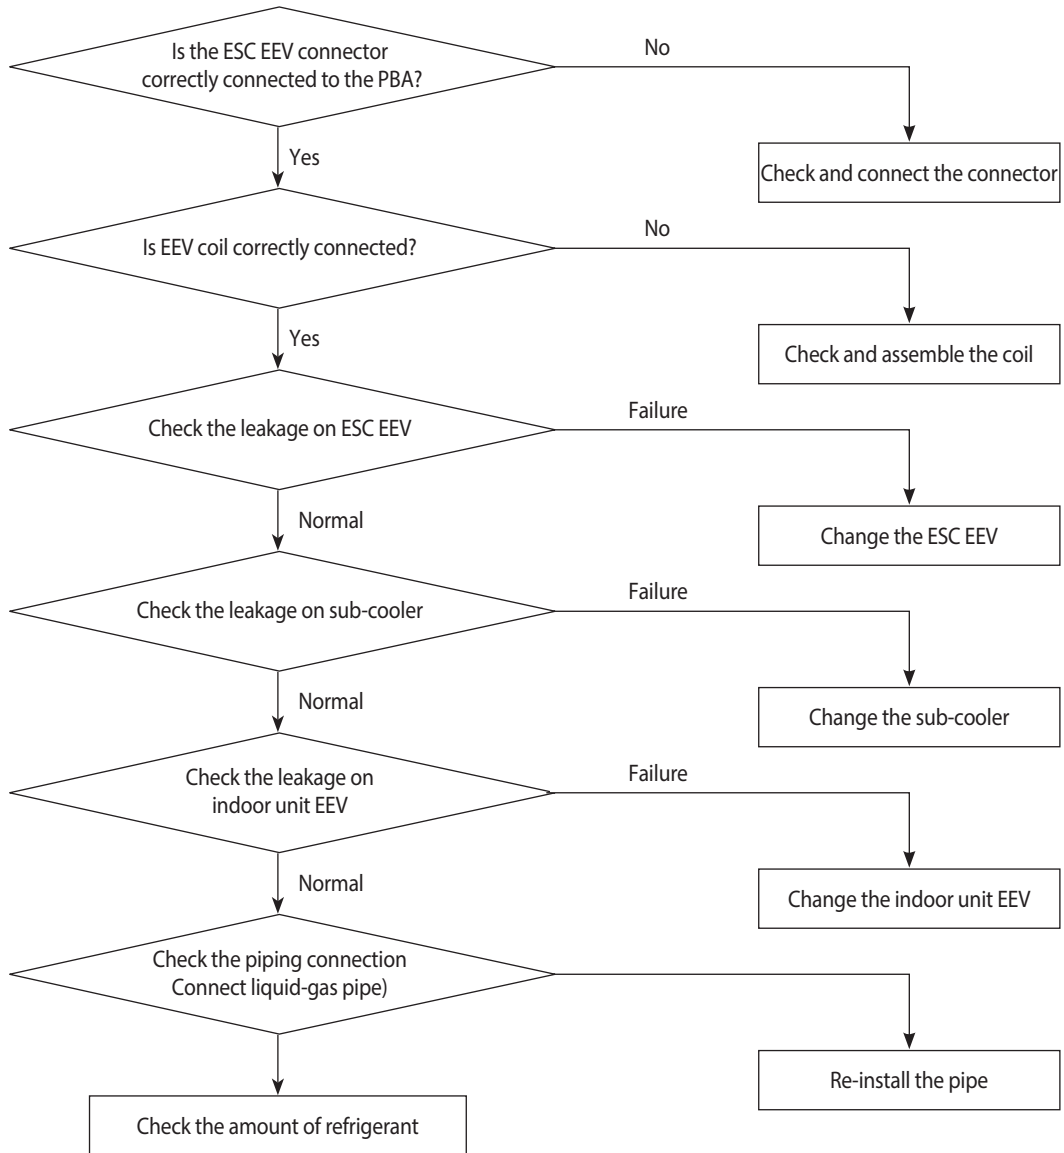 Is the ESC EEV connector
correctly connected to the PBA?
No
Check and connect the connector
Yes
Is EEV coil correctly connected?
No
Check and assemble the coil
Yes
Check the leakage on ESC EEV
Failure
Change the ESC EEV
Normal
Check the leakage on sub-cooler
Failure
Change the sub-cooler
Normal
Check the leakage on
indoor unit EEV
Failure
Change the indoor unit EEV
Normal
Check the piping connection
Connect liquid-gas pipe)
Re-install the pipe
Check the amount of refrigerant